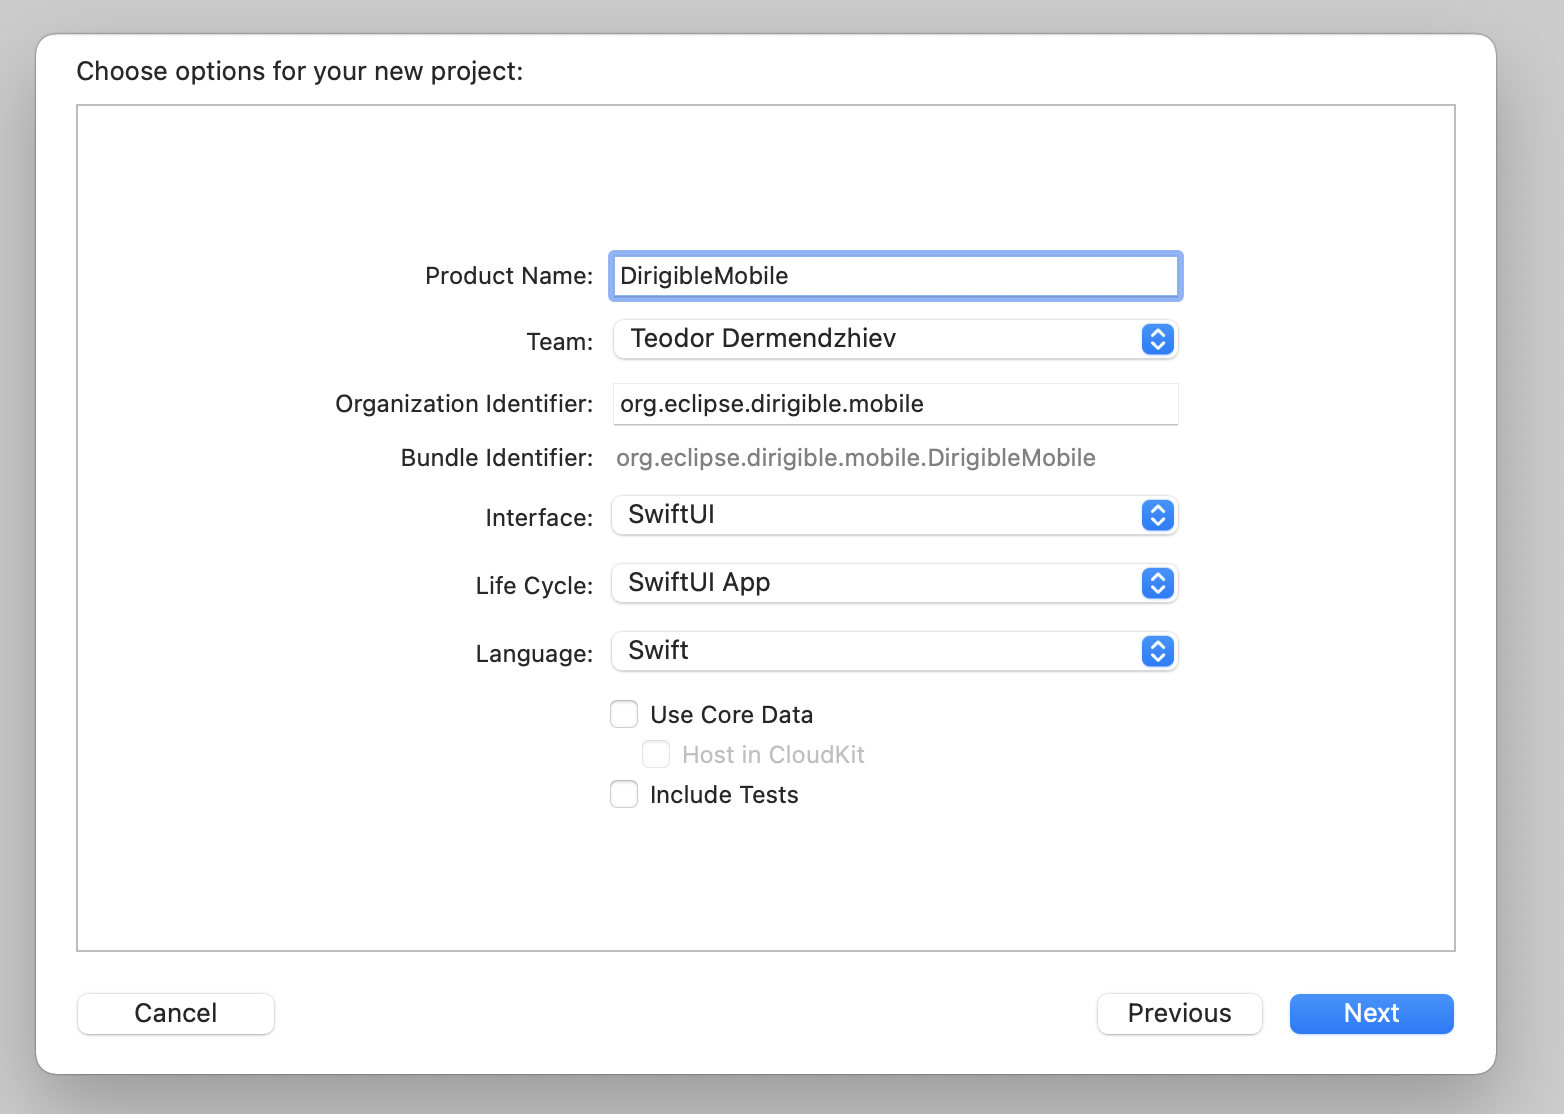 Choose options for your new project:
Product Name: DirigibleMobile
Team: Teodor Dermendzhiev
Organization Identifier: org.eclipse.dirigible.mobile
Bundle Identifier: org.eclipse.dirigible.mobile.DirigibleMobile
Interface: SwiftUI
Life Cycle: SwiftUI App
Language: Swift
Use Core Data
Host in CloudKit
Include Tests
Cancel Previous Next